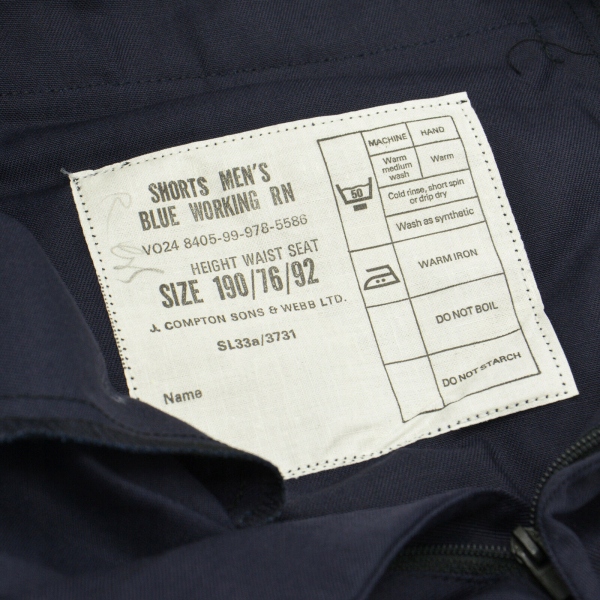 SHORTS MEN'S
BLUE WORKING RN
VO24 8405-99-978-5586
HEIGHT WAIST SEAT
SIZE 190/76/92
J. COMPTON SONS & WEBB LTD.
SL33a/3731
Name
MACHINE HAND
50
Warm medium wash
Warm
Cold rinse, short spin
or drip dry
Wash as synthetic
WARM IRON
DO NOT BOIL
DO NOT STARCH